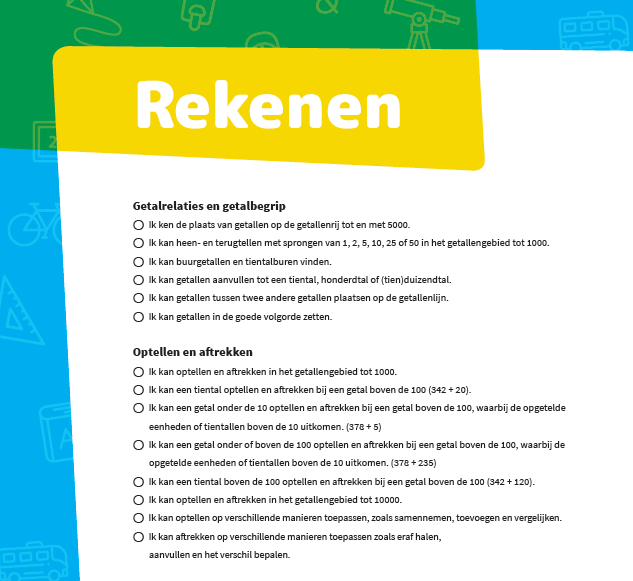 Rekenen
Getalrelaties en getalbegrip
Ik ken de plaats van getallen op de getallenrij tot en met 5000.
Ik kan heen- en terugtellen met sprongen van 1, 2, 5, 10, 25 of 50 in het getallengebied tot 1000.
Ik kan buurgetallen en tientalburen vinden.
Ik kan getallen aanvullen tot een tiental, honderdtal of (tien)duizendtal.
Ik kan getallen tussen twee andere getallen plaatsen op de getallenlijn.
Ik kan getallen in de goede volgorde zetten.
Optellen en aftrekken
Ik kan optellen en aftrekken in het getallengebied tot 1000.
Ik kan een tiental optellen en aftrekken bij een getal boven de 100 (342 + 20).
Ik kan een getal onder de 10 optellen en aftrekken bij een getal boven de 100, waarbij de opgetelde
eenheden of tientallen boven de 10 uitkomen. (378 + 5)
Ik kan een getal onder of boven de 100 optellen en aftrekken bij een getal boven de 100, waarbij de
opgetelde eenheden of tientallen boven de 10 uitkomen. (378 + 235)
Ik kan een tiental boven de 100 optellen en aftrekken bij een getal boven de 100 (342 + 120).
Ik kan optellen en aftrekken in het getallengebied tot 10000.
Ik kan optellen op verschillende manieren toepassen, zoals samennemen, toevoegen en vergelijken.
Ik kan aftrekken op verschillende manieren toepassen zoals eraf halen,
aanvullen en het verschil bepalen.